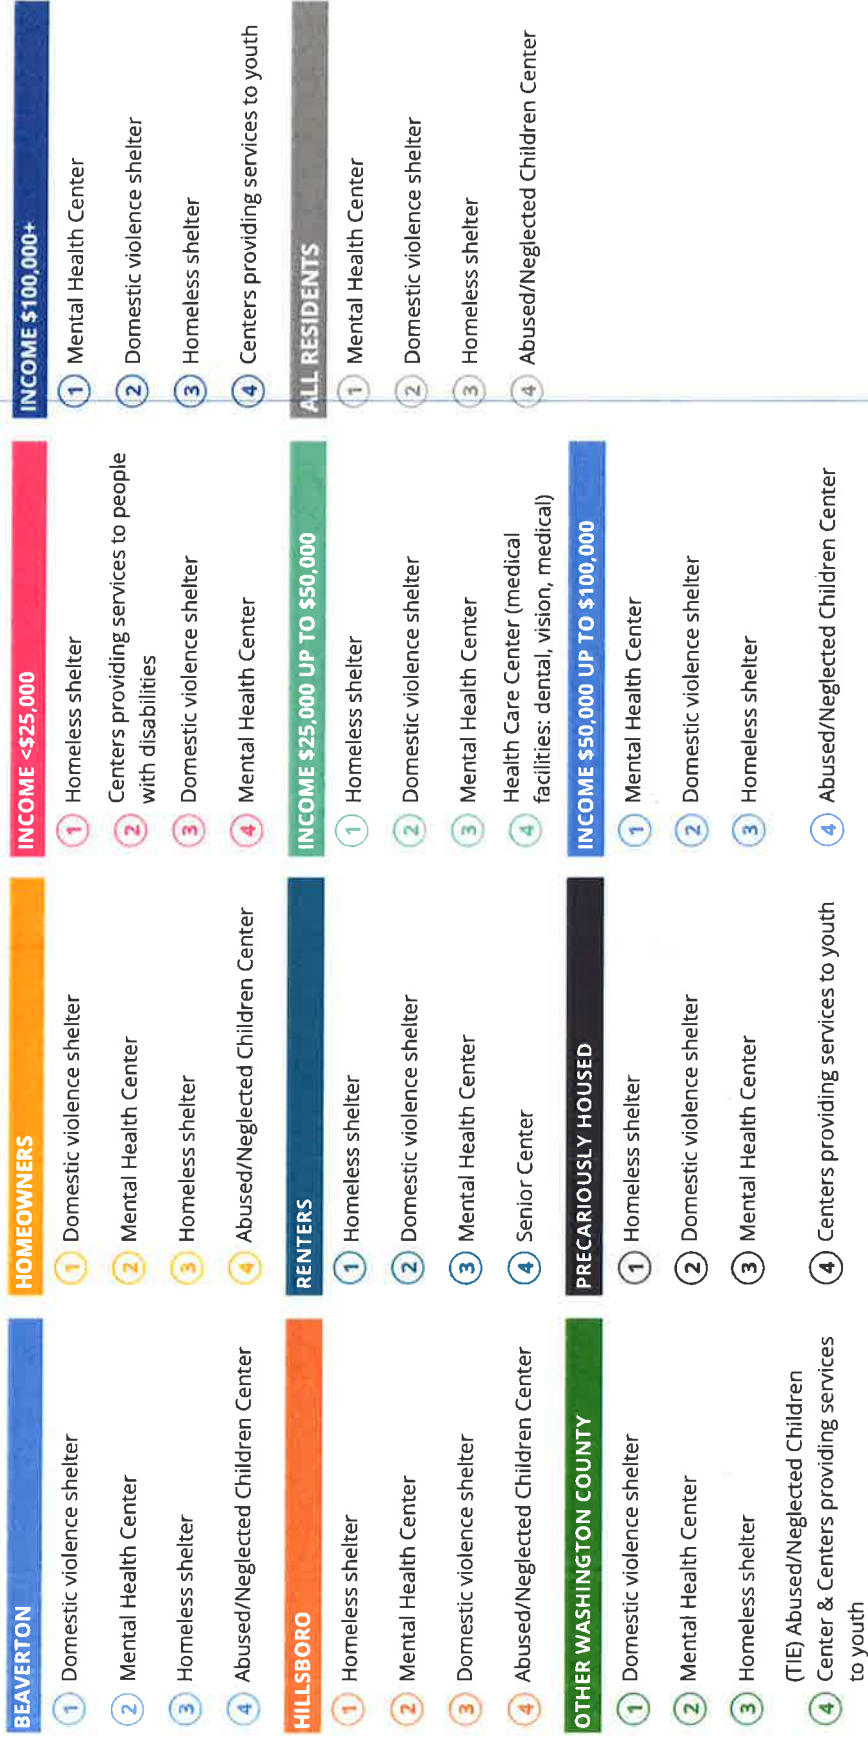 BEAVERTON
1 Domestic violence shelter
2 Mental Health Center
3 Homeless shelter
4 Abused/Neglected Children Center
HILLSBORO
1 Homeless shelter
2 Mental Health Center
3 Domestic violence shelter
4 Abused/Neglected Children Center
OTHER WASHINGTON COUNTY
1 Domestic violence shelter
2 Mental Health Center
3 Homeless shelter
(TIE) Abused/Neglected Children
4 Center & Centers providing services
to youth
HOMEOWNERS
1 Domestic violence shelter
2 Mental Health Center
3 Homeless shelter
4 Abused/Neglected Children Center
RENTERS
1 Homeless shelter
2 Domestic violence shelter
3 Mental Health Center
4 Senior Center
PRECARIOUSLY HOUSED
1 Homeless shelter
2 Domestic violence shelter
3 Mental Health Center
4 Centers providing services to youth
INCOME <$25,000
1 Homeless shelter
2 Centers providing services to people
with disabilities
3 Domestic violence shelter
4 Mental Health Center
INCOME $25,000 UP TO $50,000
1 Homeless shelter
2 Domestic violence shelter
3 Mental Health Center
4 Health Care Center (medical
facilities: dental, vision, medical)
INCOME $50,000 UP TO $100,000
1 Mental Health Center
2 Domestic violence shelter
3 Homeless shelter
4 Abused/Neglected Children Center
INCOME $100,000+
1 Mental Health Center
2 Domestic violence shelter
3 Homeless shelter
4 Centers providing services to youth
ALL RESIDENTS
1 Mental Health Center
2 Domestic violence shelter
3 Homeless shelter
4 Abused/Neglected Children Center